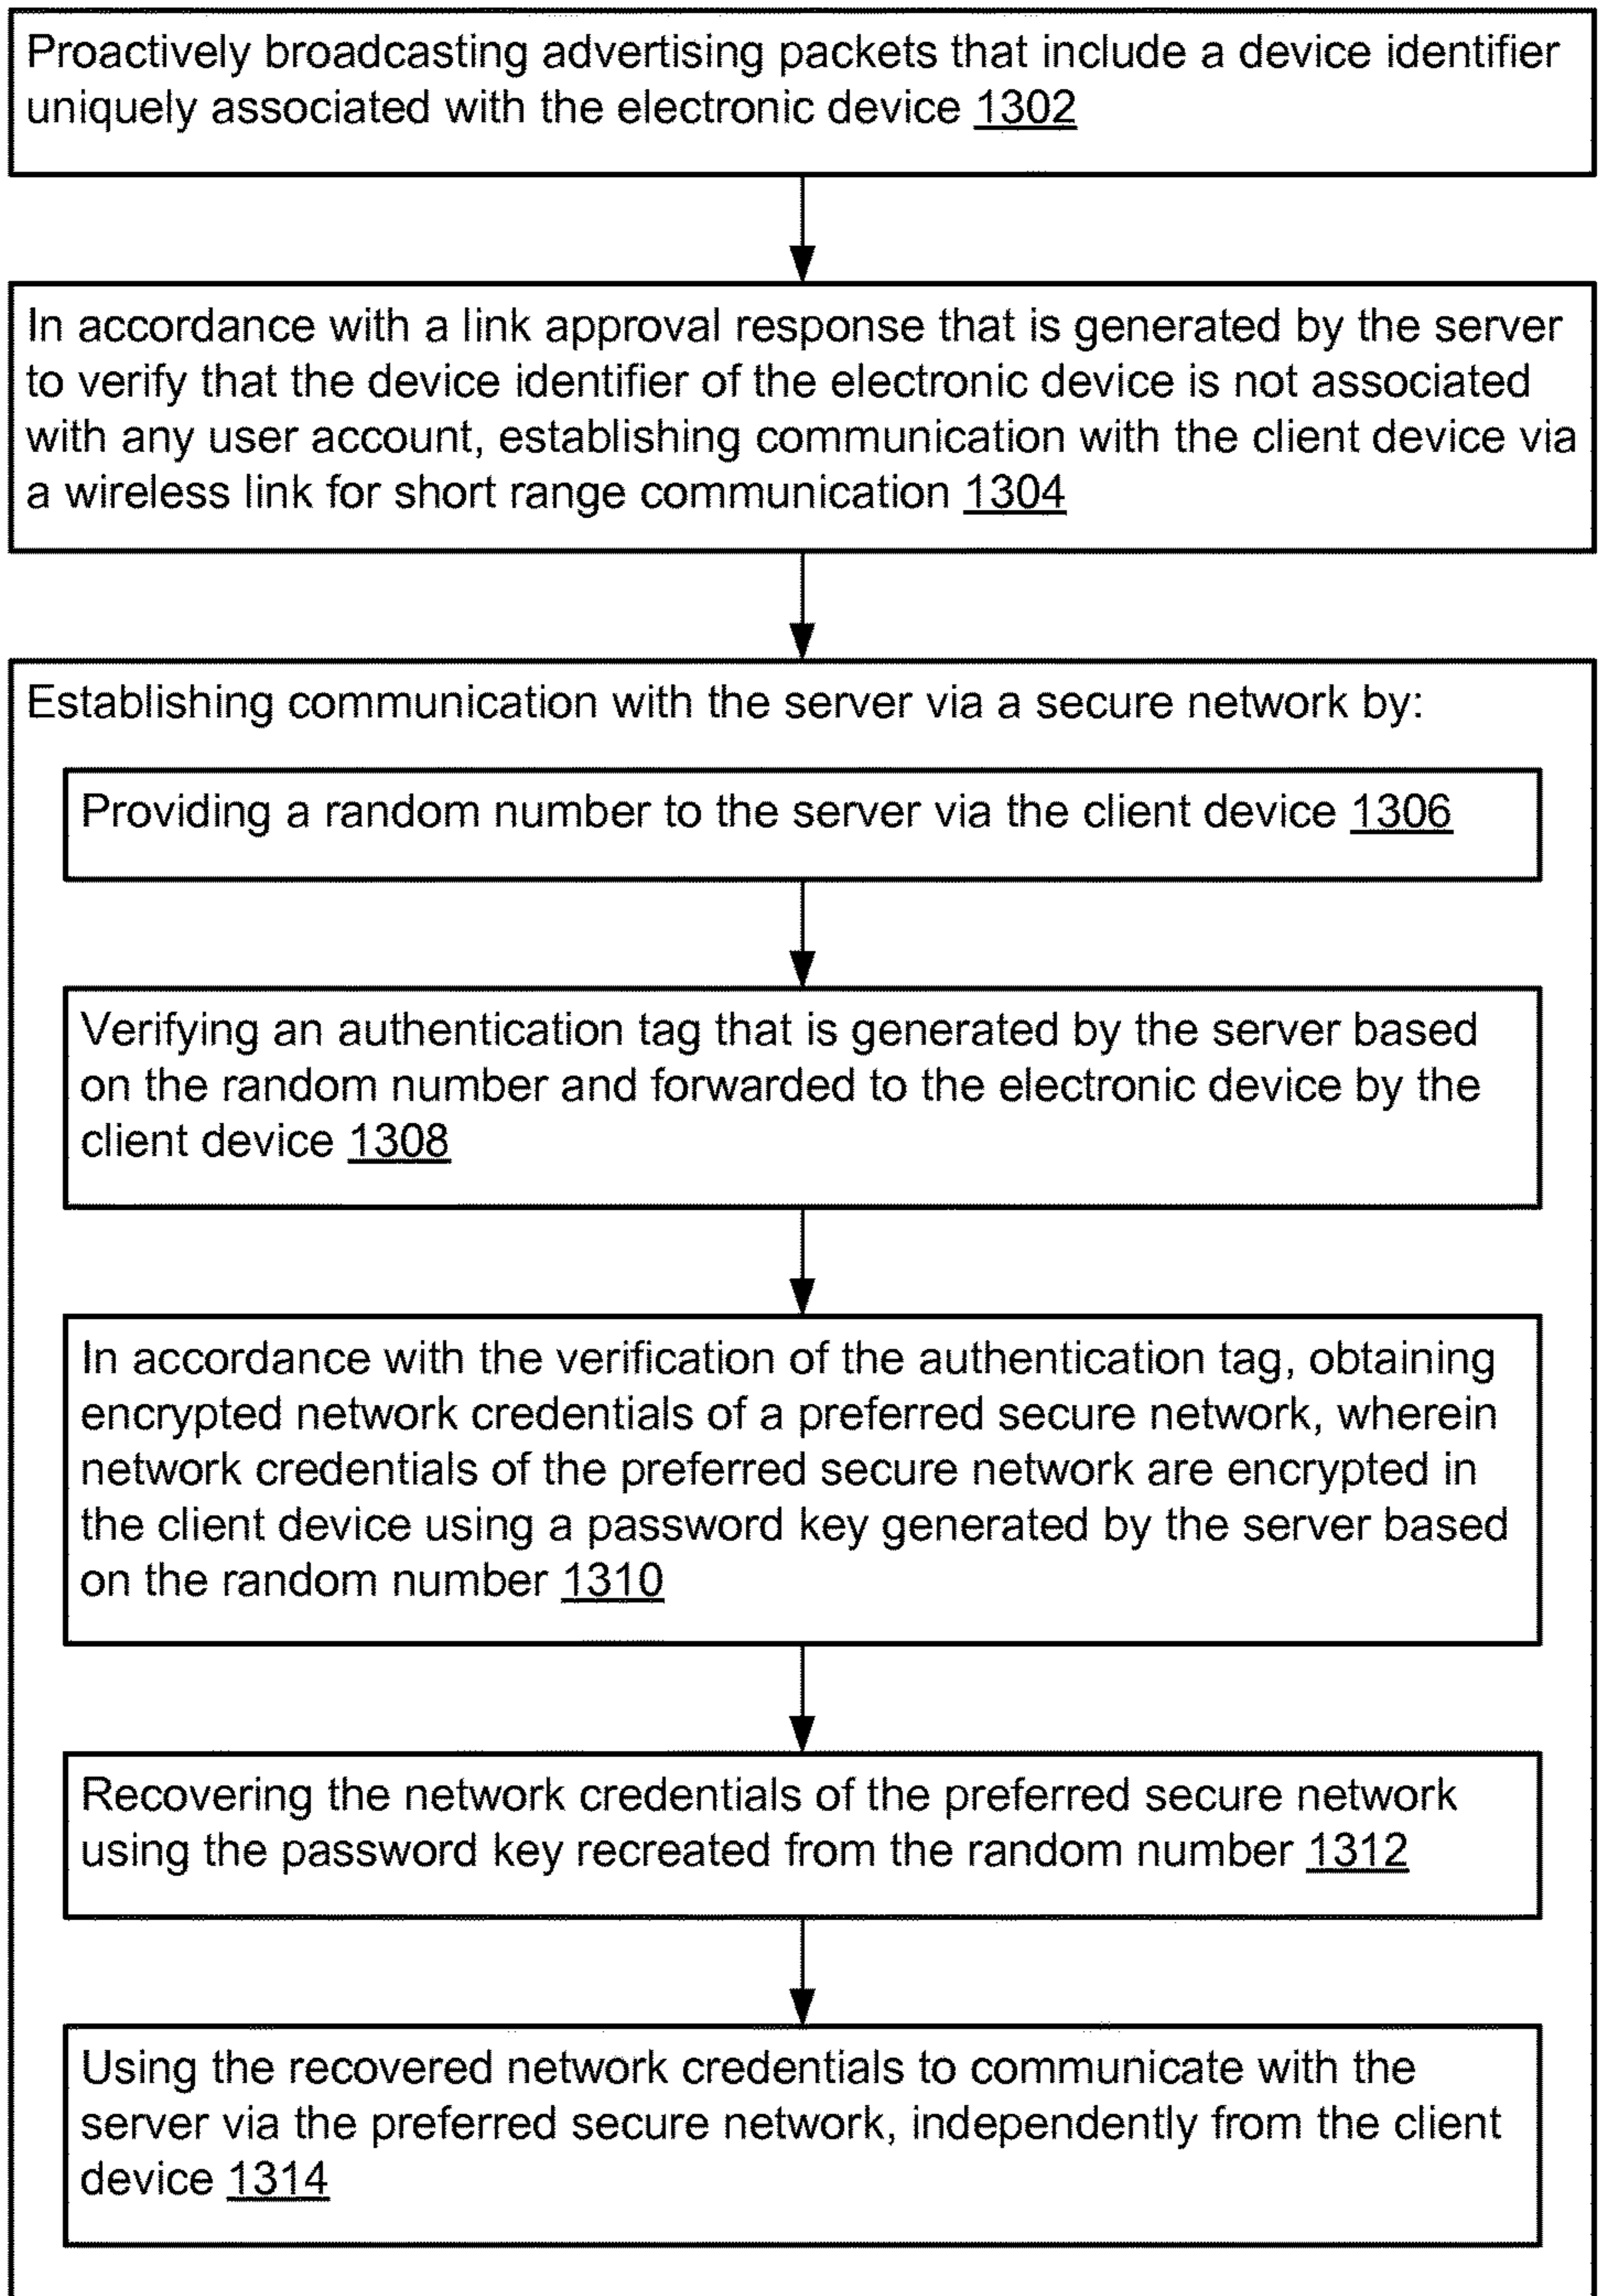 Proactively broadcasting advertising packets that include a device identifier
uniquely associated with the electronic device 1302
In accordance with a link approval response that is generated by the server
to verify that the device identifier of the electronic device is not associated
with any user account, establishing communication with the client device via
a wireless link for short range communication 1304
Establishing communication with the server via a secure network by:
Providing a random number to the server via the client device 1306
Verifying an authentication tag that is generated by the server based
on the random number and forwarded to the electronic device by the
client device 1308
In accordance with the verification of the authentication tag, obtaining
encrypted network credentials of a preferred secure network, wherein
network credentials of the preferred secure network are encrypted in
the client device using a password key generated by the server based
on the random number 1310
Recovering the network credentials of the preferred secure network
using the password key recreated from the random number 1312
Using the recovered network credentials to communicate with the
server via the preferred secure network, independently from the client
device 1314